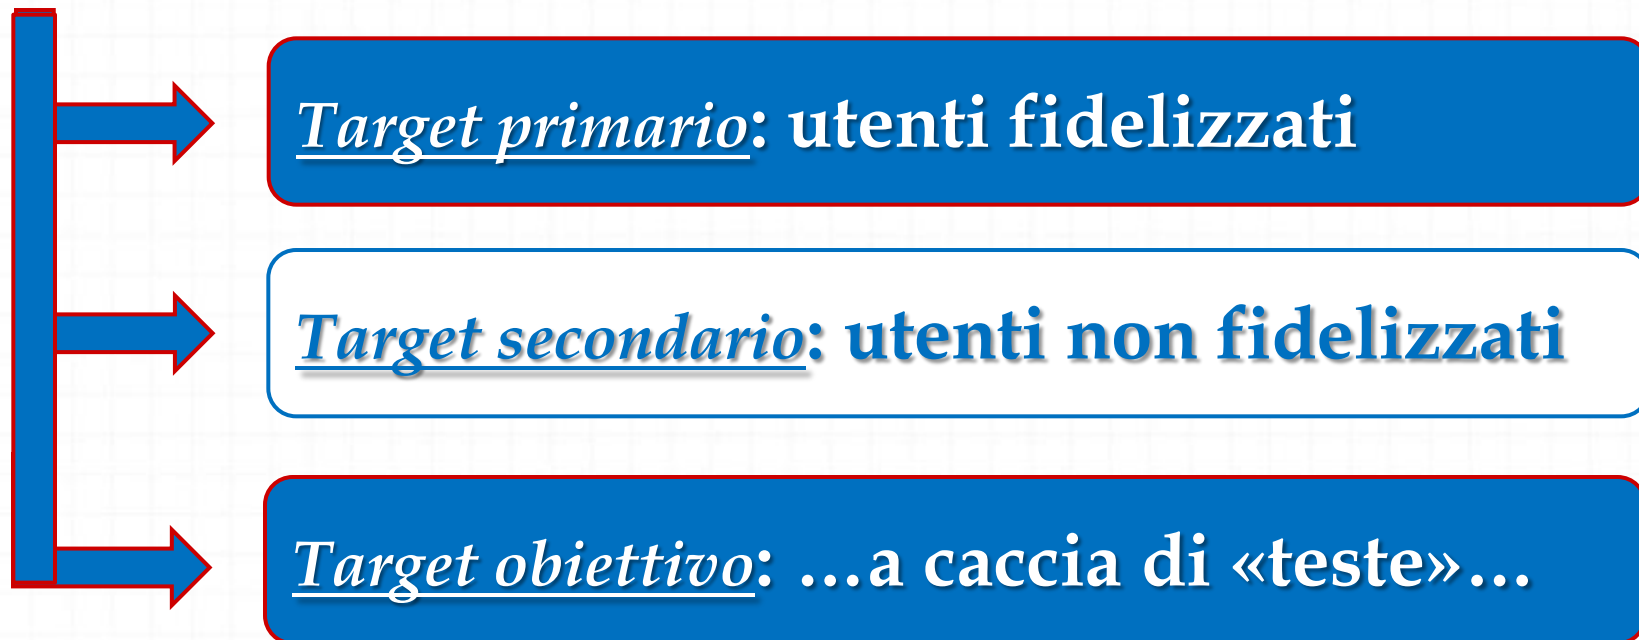 Target primario: utenti fidelizzati
Target secondario: utenti non fidelizzati
Target obiettivo: …a caccia di «teste»…